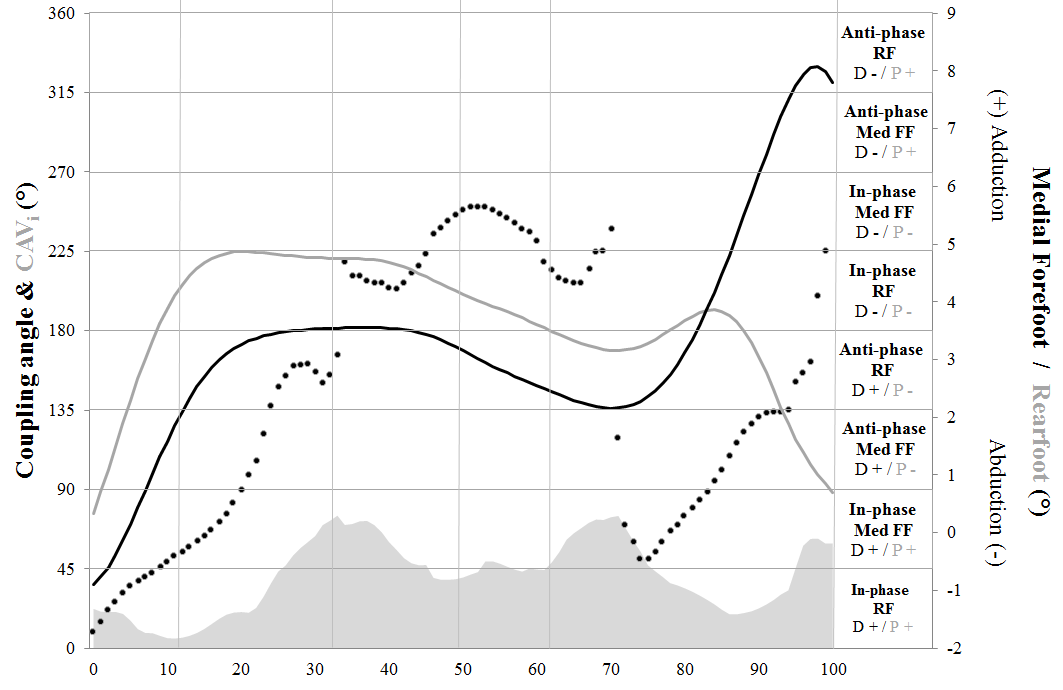 Coupling angle & CAVi (°)
360
315
270
225
180
135
90
45
0
0
10
20
30
40
50
60
70
80
90
100
Anti-phase
RF
D - / P +
Anti-phase
Med FF
D - / P +
In-phase
Med FF
D - / P -
In-phase
RF
D - / P -
Anti-phase
RF
D + / P -
Anti-phase
Med FF
D + / P -
In-phase
Med FF
D + / P +
In-phase
RF
D + / P +
9
8
7
6
5
4
3
2
1
0
-1
-2
(+) Adduction
Abduction (-)
Medial Forefoot / Rearfoot (°)